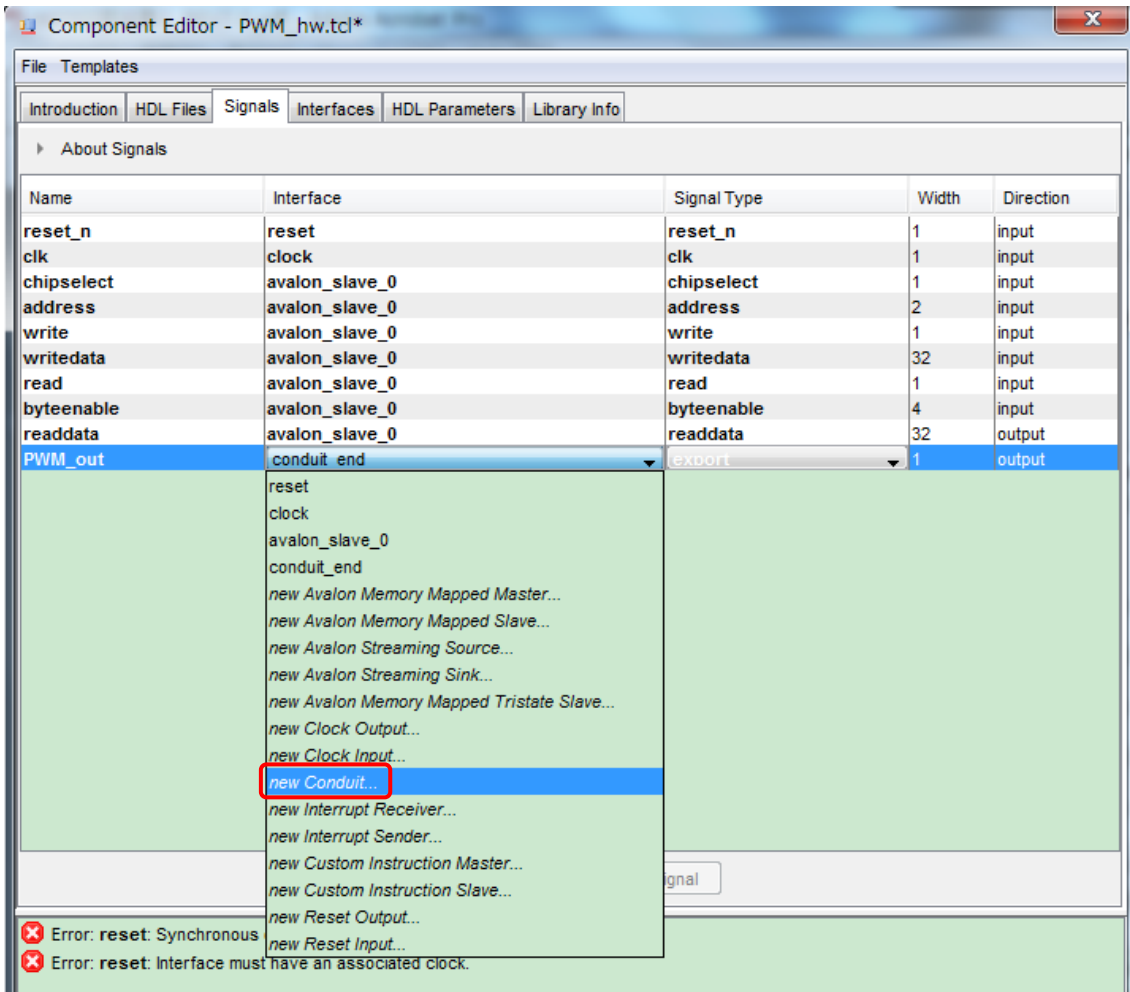 Component Editor - PWM_hw.tcl*
File Templates
Introduction HDL Files Signals Interfaces HDL Parameters Library Info
About Signals
Name Interface Signal Type Width Direction
reset_n reset reset_n 1 input
clk clock clk 1 input
chipselect avalon_slave_0 chipselect 1 input
address avalon_slave_0 address 2 input
write avalon_slave_0 write 1 input
writedata avalon_slave_0 writedata 32 input
read avalon_slave_0 read 1 input
byteenable avalon_slave_0 byteenable 4 input
readdata avalon_slave_0 readdata 32 output
PWM_out conduit_end export 1 output
reset
clock
avalon_slave_0
conduit_end
new Avalon Memory Mapped Master...
new Avalon Memory Mapped Slave...
new Avalon Streaming Source...
new Avalon Streaming Sink...
new Avalon Memory Mapped Tristate Slave...
new Clock Output...
new Clock Input...
new Conduit...
new Interrupt Receiver...
new Interrupt Sender...
new Custom Instruction Master...
new Custom Instruction Slave...
new Reset Output...
new Reset Input...
Error: reset: Synchronous
Error: reset: Interface must have an associated clock.